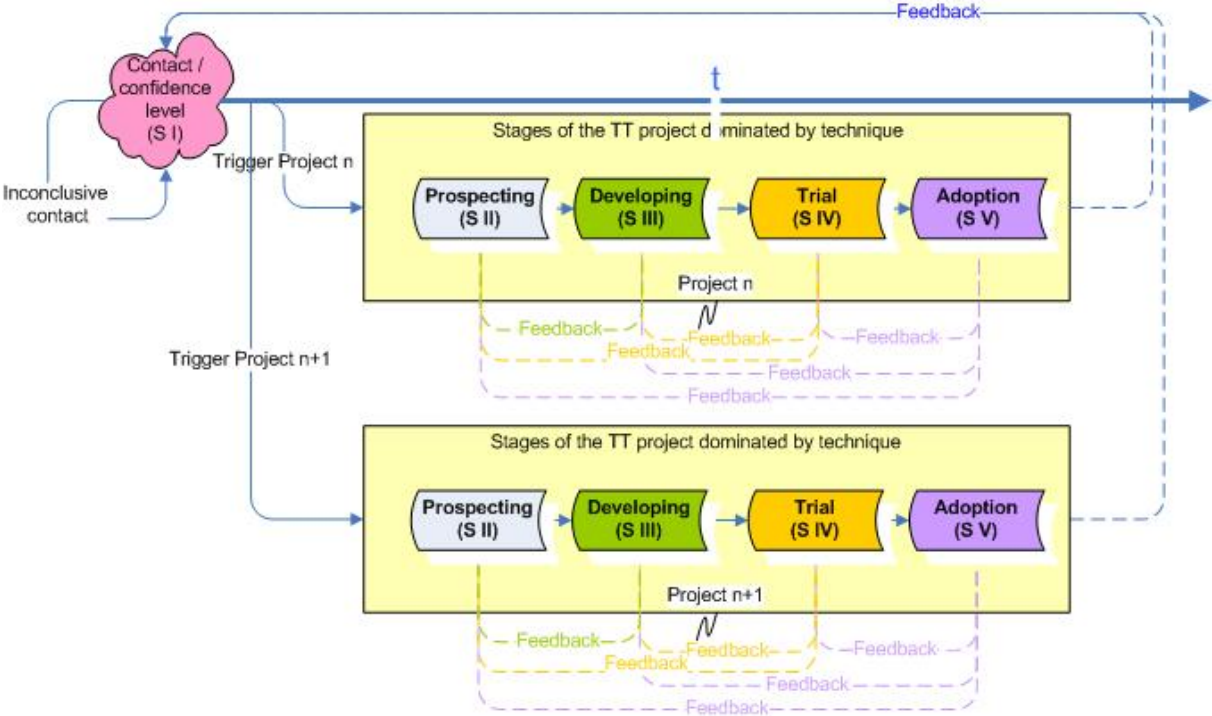 Feedback
t
Contact /
confidence
level
(S I)
Inconclusive
contact
Trigger Project n
Stages of the TT project dominated by technique
Prospecting
(S II)
Developing
(S III)
Trial
(S IV)
Adoption
(S V)
Project n
Feedback
Feedback
Feedback
Feedback
Feedback
Feedback
Trigger Project n+1
Stages of the TT project dominated by technique
Prospecting
(S II)
Developing
(S III)
Trial
(S IV)
Adoption
(S V)
Project n+1
Feedback
Feedback
Feedback
Feedback
Feedback
Feedback